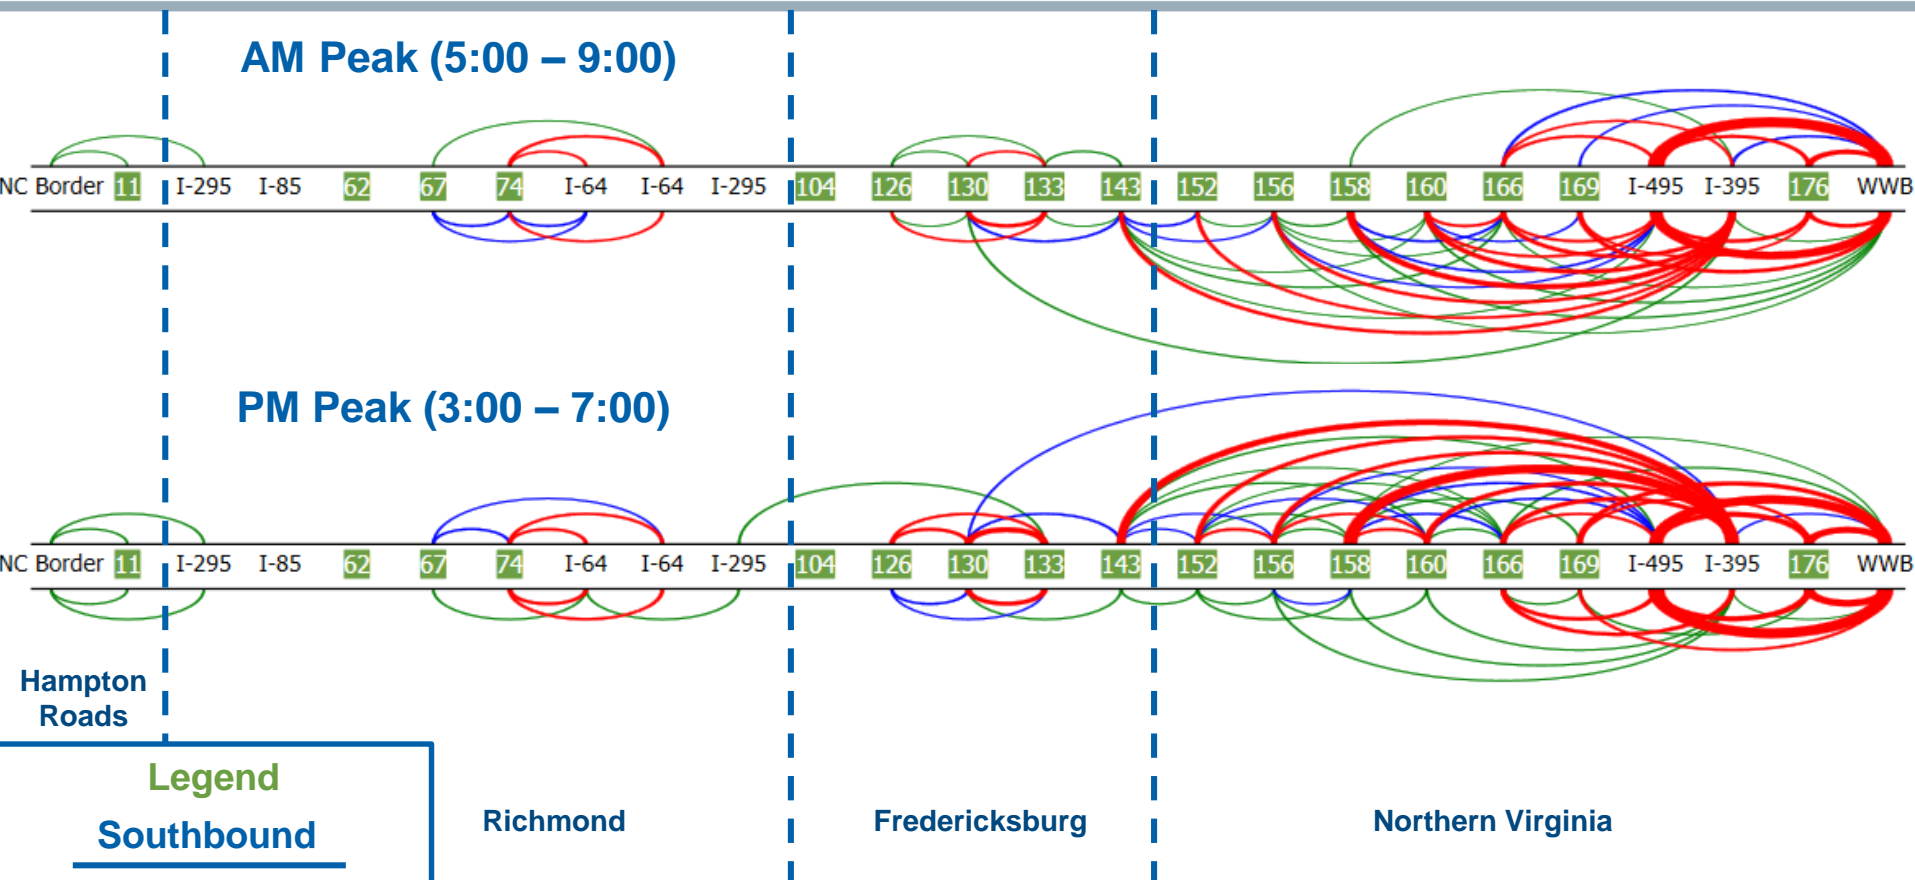 AM Peak (5:00 – 9:00)
NC Border 11 I-295 I-85 62 67 74 I-64 I-64 I-295 104 126 130 133 143 152 156 158 160 166 169 I-495 I-395 176 WWB
PM Peak (3:00 – 7:00)
NC Border 11 I-295 I-85 62 67 74 I-64 I-64 I-295 104 126 130 133 143 152 156 158 160 166 169 I-495 I-395 176 WWB
Hampton
Roads
Legend
Southbound
Richmond
Fredericksburg
Northern Virginia